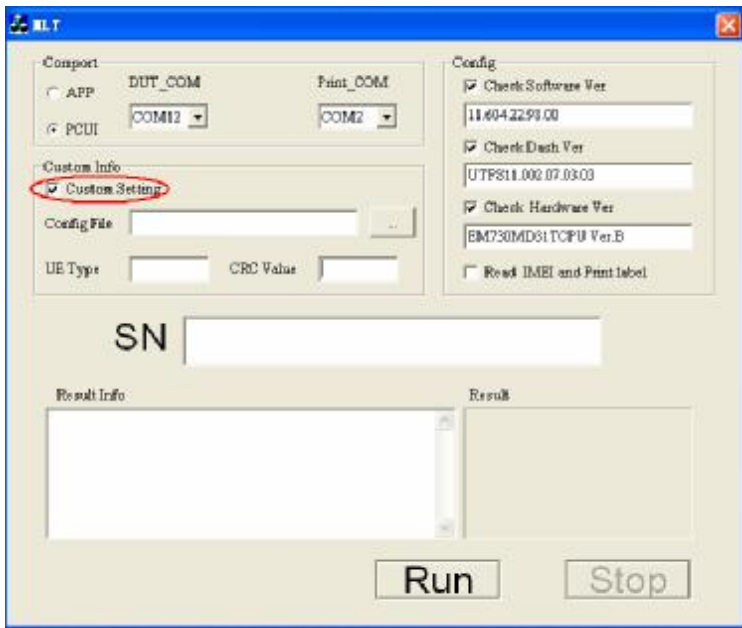 MLT
Comport
APP
PCUI
DUT_COM
COM12
Print_COM
COM2
Custom Info
Custom Setting
Config File
...
UE Type
CRC Value
Config
Check Software Ver
11.604.22.98.00
Check Dash Ver
UTPS11.002.07.03.03
Check Hardware Ver
Read IMEI and Print label
SN
Result Info
Result
Run
Stop